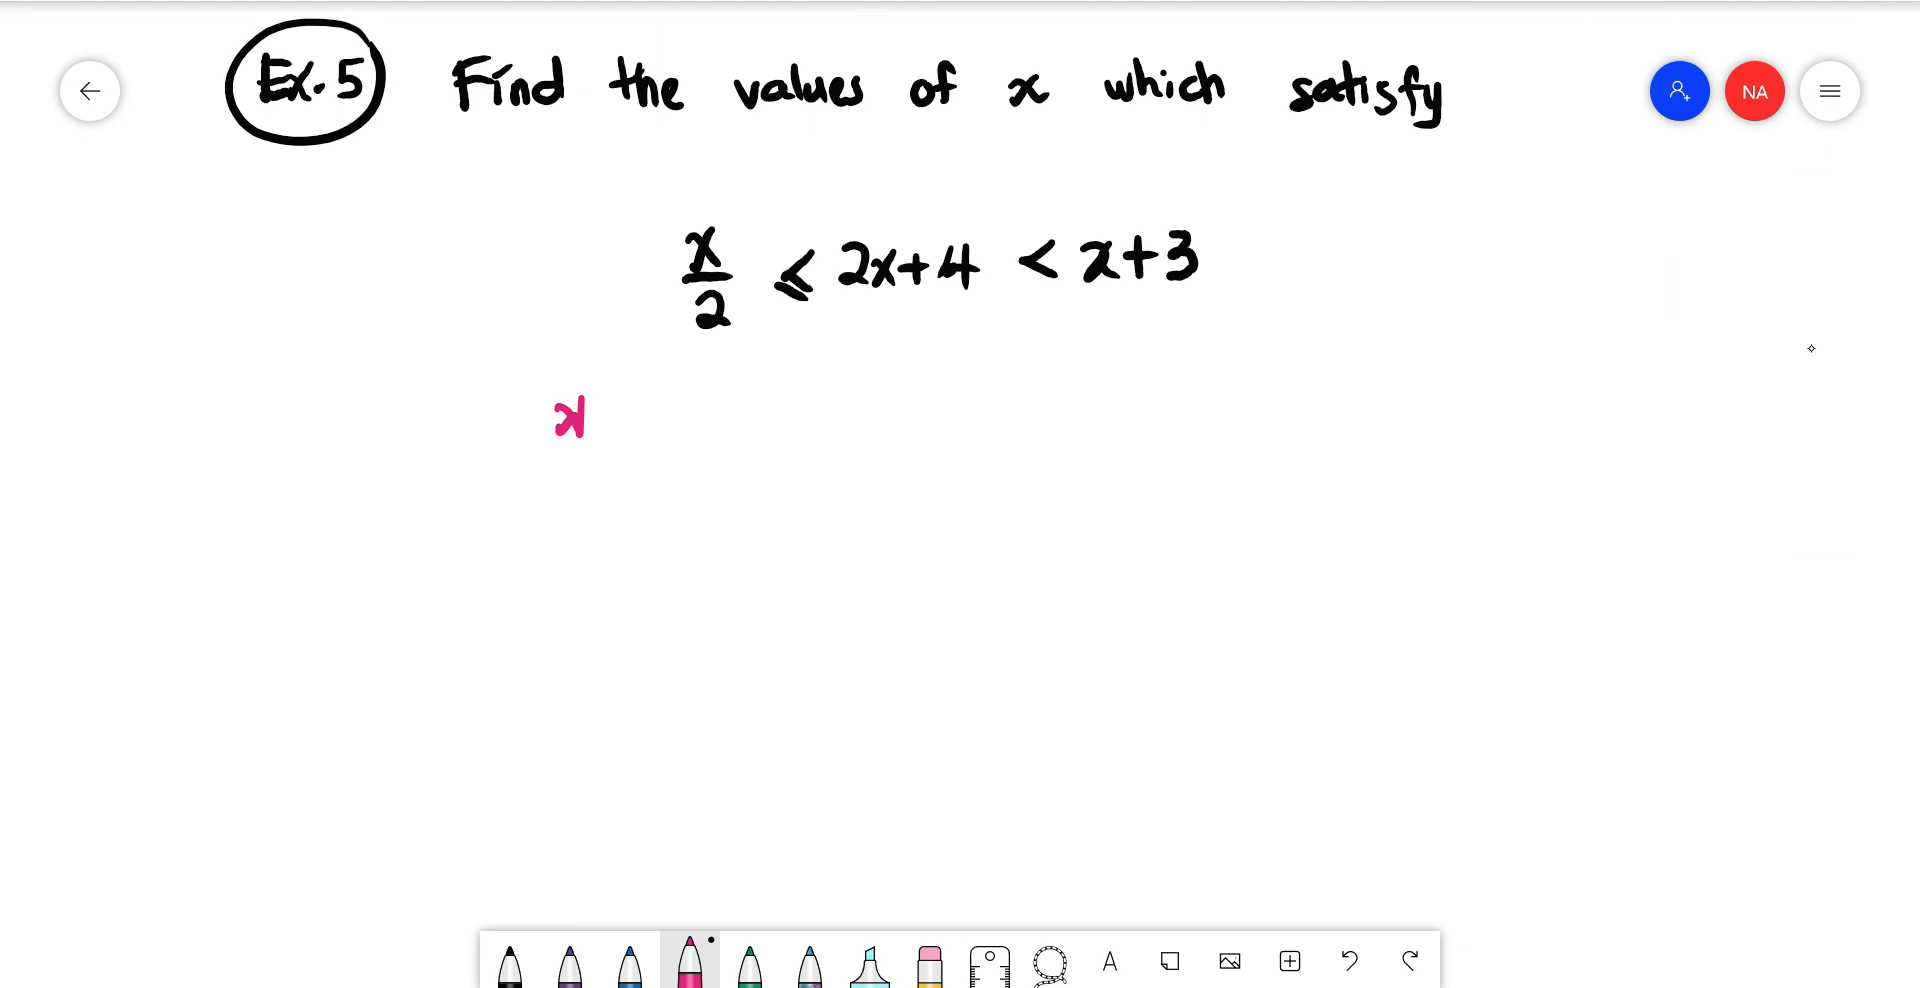 Ex.5 Find the values of x which satisfy NA
x/2 ≤ 2x+4 < x+3
x
A